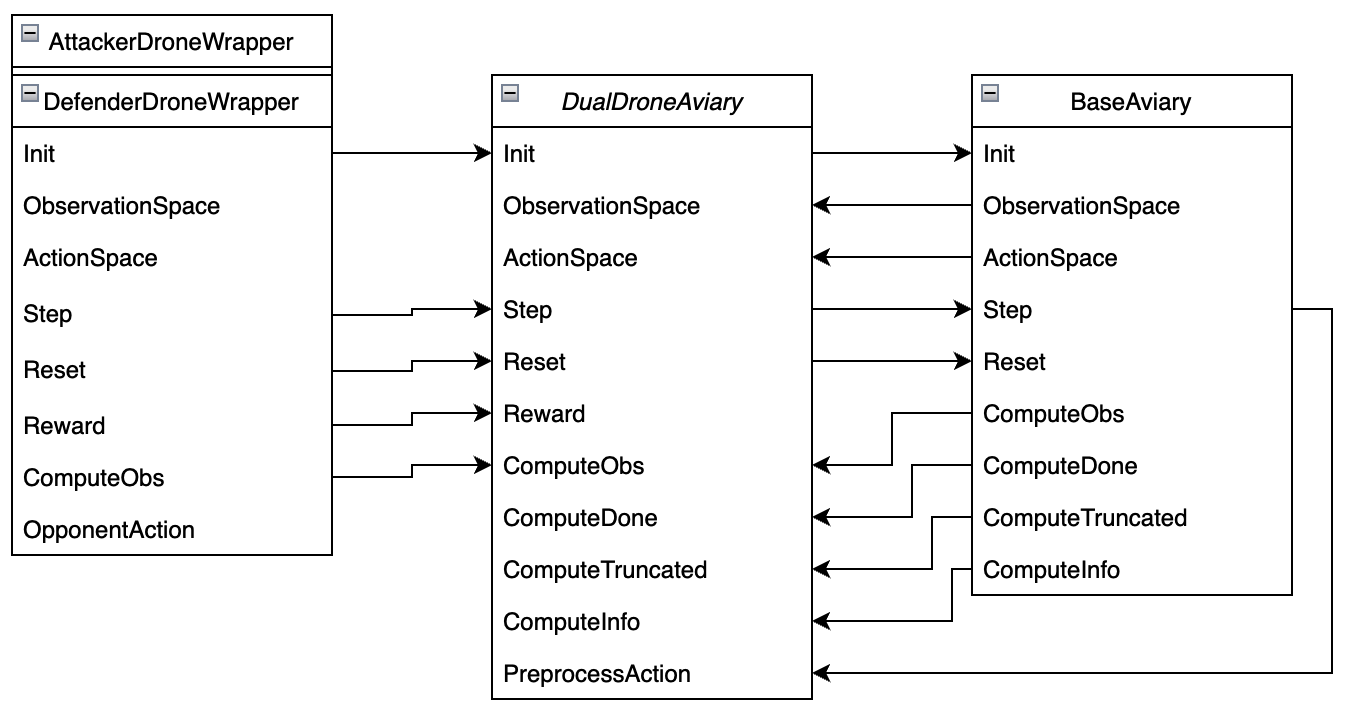 AttackerDroneWrapper
DefenderDroneWrapper
Init
ObservationSpace
ActionSpace
Step
Reset
Reward
ComputeObs
OpponentAction
DualDroneAviary
Init
ObservationSpace
ActionSpace
Step
Reset
Reward
ComputeObs
ComputeDone
ComputeTruncated
ComputeInfo
PreprocessAction
BaseAviary
Init
ObservationSpace
ActionSpace
Step
Reset
ComputeObs
ComputeDone
ComputeTruncated
ComputeInfo